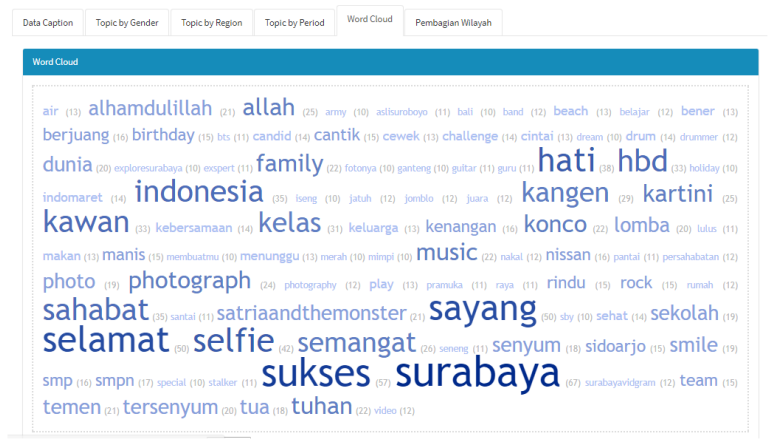 Data Caption Topic by Gender Topic by Region Topic by Period Word Cloud Pembagian Wilayah
Word Cloud
air (13) alhamdulillah (21) allah (25) army (10) aslisuroboyo (11) bali (10) band (12) beach (13) belajar (12) bener (13)
berjuang (16) birthday (15) bts (11) candid (14) cantik (15) cewek (13) challenge (14) cintai (13) dream (10) drum (14) drummer (12)
dunia (20) exploresurabaya (10) exspert (11) family (22) fotonya (10) ganteng (10) guitar (11) guru (11) hati (38) hbd (33) holiday (10)
indomaret (14) indonesia (35) iseng (10) jatuh (12) jomblo (12) juara (12) kangen (29) kartini (25)
kawan (33) kebersamaan (14) kelas (31) keluarga (13) kenangan (16) konco (22) lomba (20) lulus (11)
makan (13) manis (15) membuatmu (10) menunggu (13) merah (10) mimpi (10) music (22) nakal (12) nissan (16) pantai (11) persahabatan (12)
photo (19) photograph (24) photography (12) play (13) pramuka (11) raya (11) rindu (15) rock (15) rumah (12)
sahabat (35) santai (11) satriaandthemonster (21) sayang (50) sby (10) sehat (14) sekolah (19)
selamat (50) selfie (42) semangat (26) seneng (11) senyum (18) sidoarjo (15) smile (19)
smp (16) smpn (17) special (10) stalker (11) sukses (57) surabaya (67) surabayavidgram (12) team (15)
temen (21) tersenyum (20) tua (18) tuhan (22) video (12)